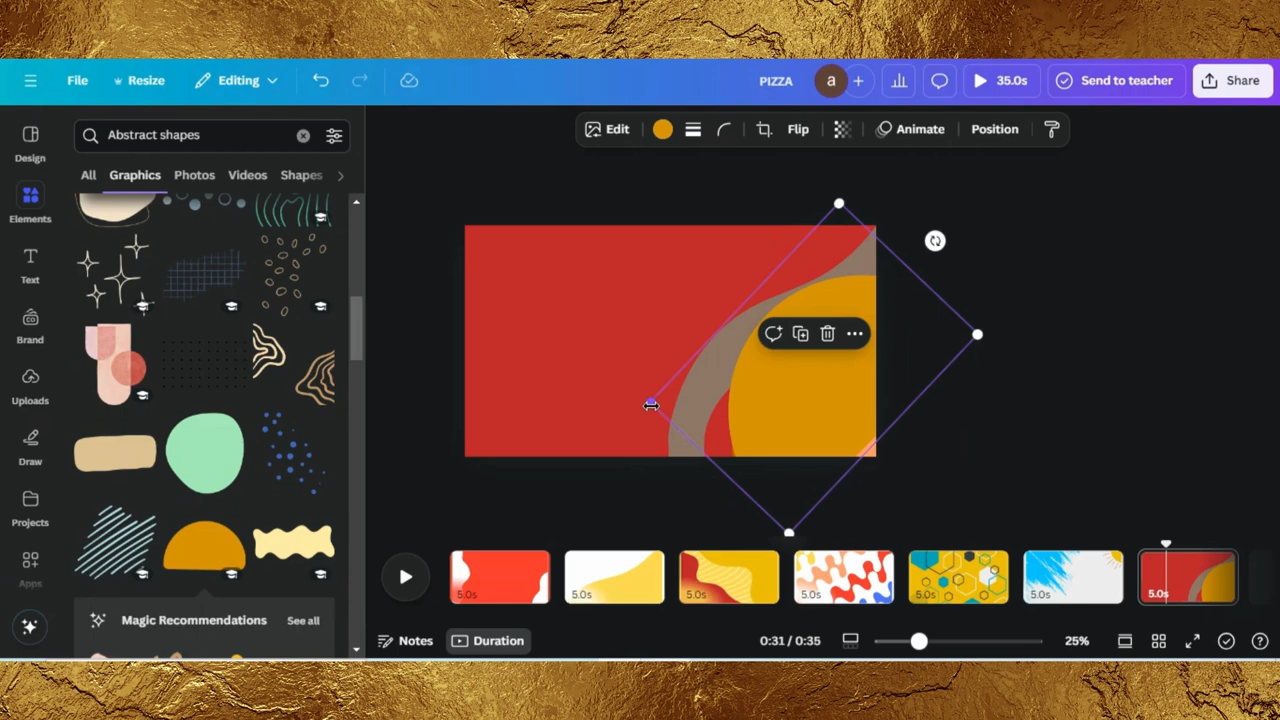 File Resize Editing PIZZA a + 35.0s Send to teacher Share
Abstract shapes
Edit Flip Animate Position
Design
All Graphics Photos Videos Shapes
Elements
Text
Brand
Uploads
Draw
Projects
Apps
Magic Recommendations See all
5.0s 5.0s 5.0s 5.0s 5.0s 5.0s 5.0s
Notes Duration 0:31 / 0:35 25%